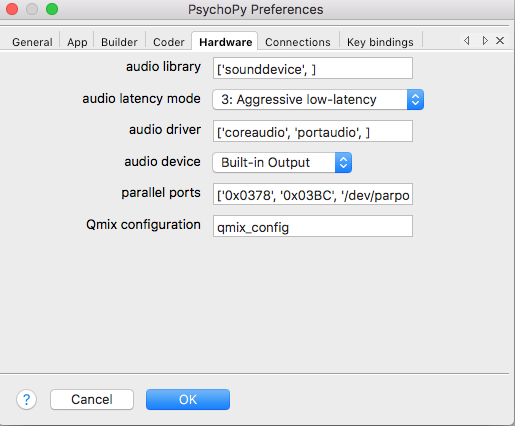 PsychoPy Preferences
General App Builder Coder Hardware Connections Key bindings
audio library ['sounddevice', ]
audio latency mode 3: Aggressive low-latency
audio driver ['coreaudio', 'portaudio', ]
audio device Built-in Output
parallel ports ['0x0378', '0x03BC', '/dev/parpo
Qmix configuration qmix_config
? Cancel OK